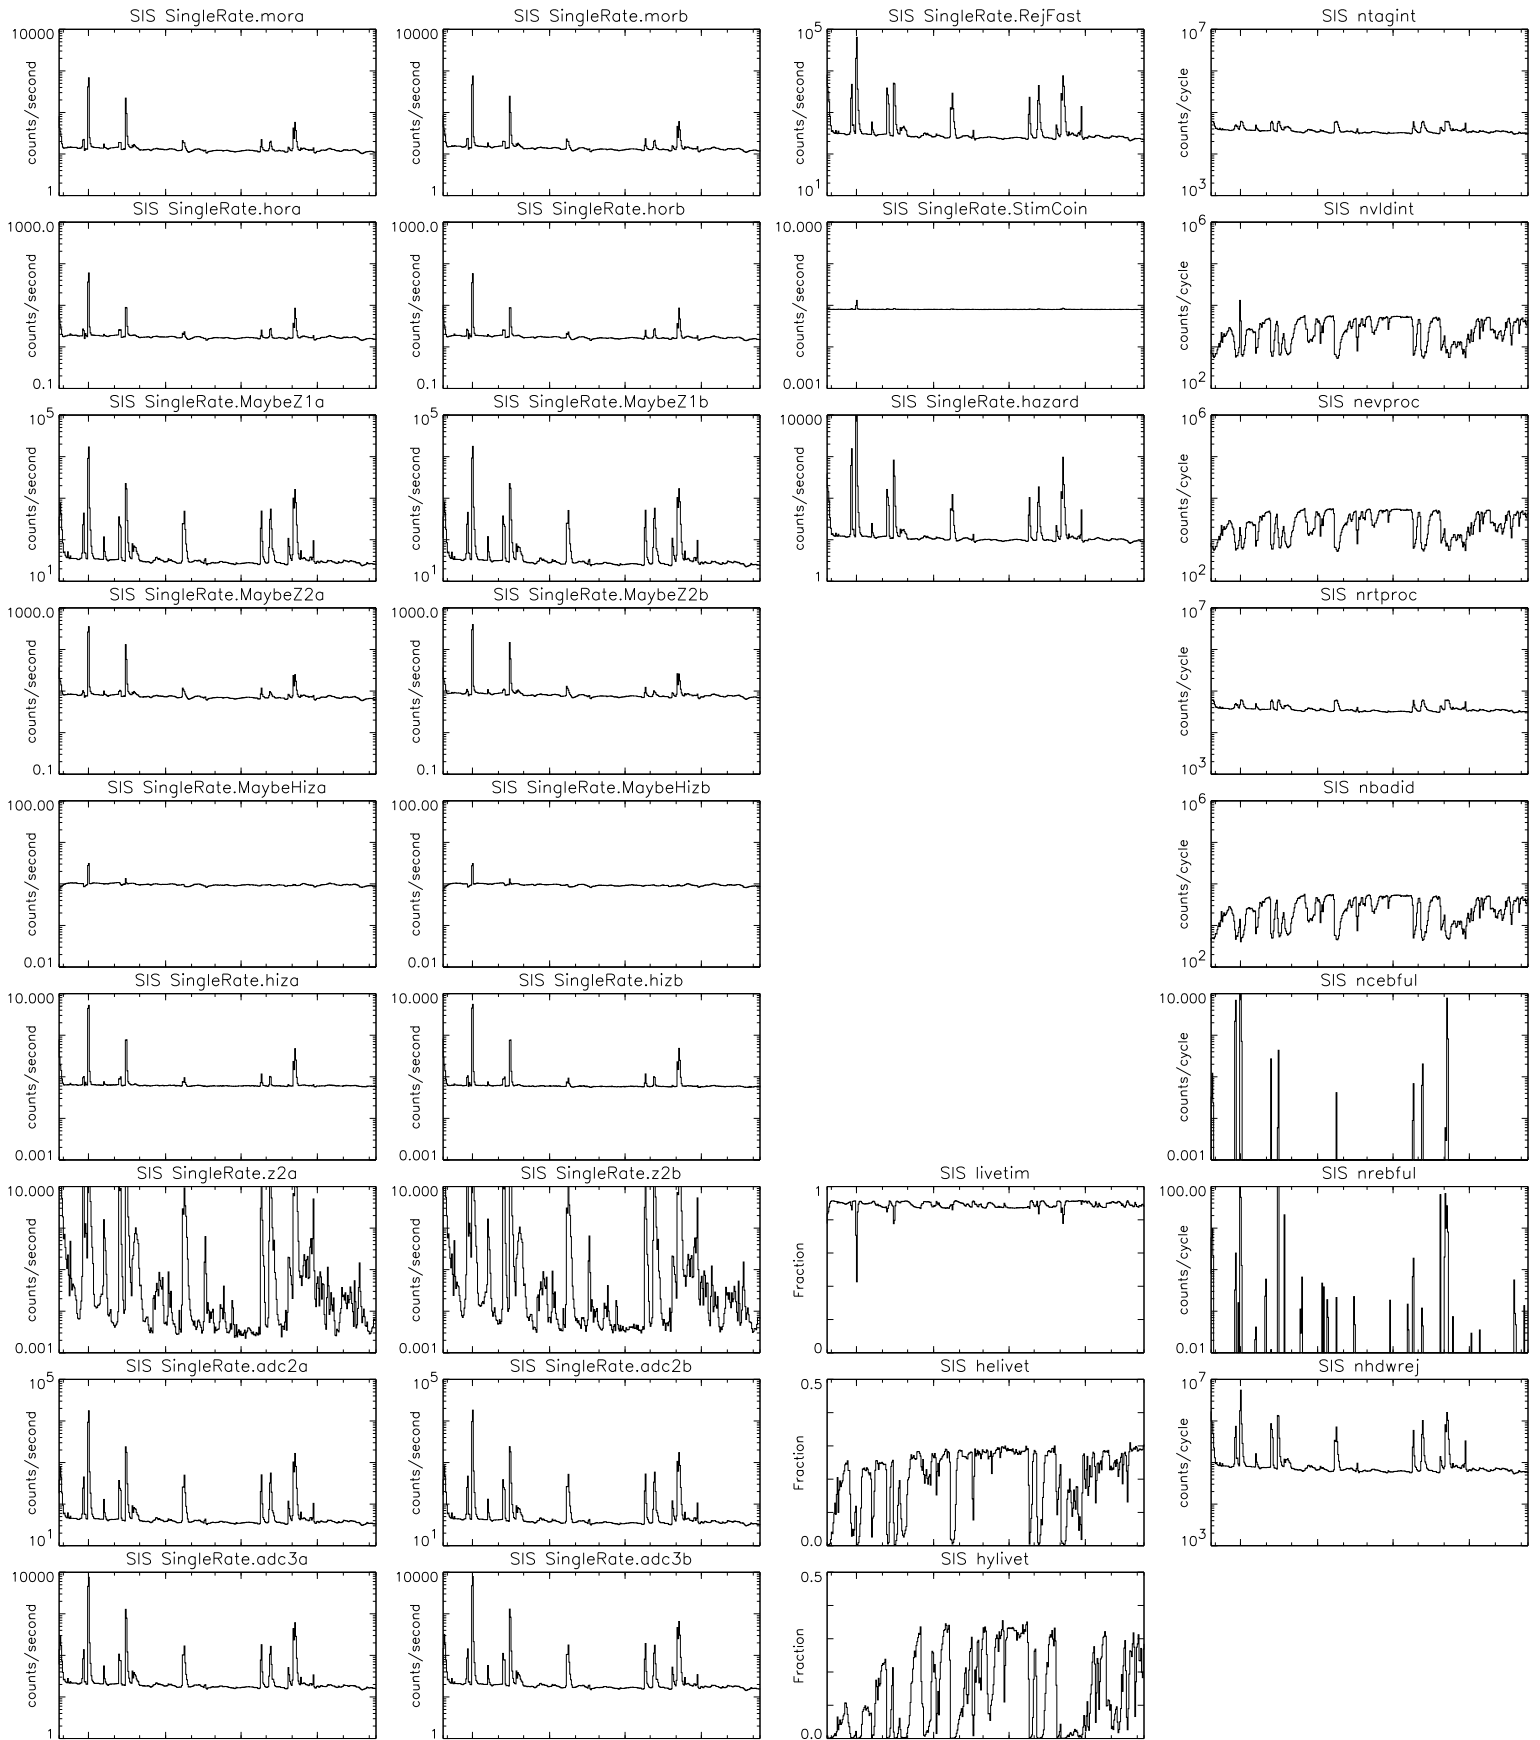 SIS SingleRate.mora
10000
counts/second
1
SIS SingleRate.morb
10000
counts/second
1
SIS SingleRate.RejFast
10^5
counts/second
10^1
SIS ntagint
10^7
counts/cycle
10^3
SIS SingleRate.hora
1000.0
counts/second
0.1
SIS SingleRate.horb
1000.0
counts/second
0.1
SIS SingleRate.StimCoin
10.000
counts/second
0.001
SIS nvldint
10^6
counts/cycle
10^2
SIS SingleRate.MaybeZ1a
10^5
counts/second
10^1
SIS SingleRate.MaybeZ1b
10^5
counts/second
10^1
SIS SingleRate.hazard
10000
counts/second
1
SIS nevproc
10^6
counts/cycle
10^2
SIS SingleRate.MaybeZ2a
1000.0
counts/second
0.1
SIS SingleRate.MaybeZ2b
1000.0
counts/second
0.1
SIS nrtproc
10^7
counts/cycle
10^3
SIS SingleRate.MaybeHiza
100.00
counts/second
0.01
SIS SingleRate.MaybeHizb
100.00
counts/second
0.01
SIS nbadid
10^6
counts/cycle
10^2
SIS SingleRate.hiza
10.000
counts/second
0.001
SIS SingleRate.hizb
10.000
counts/second
0.001
SIS ncebful
10.000
counts/cycle
0.001
SIS SingleRate.z2a
10.000
counts/second
0.001
SIS SingleRate.z2b
10.000
counts/second
0.001
SIS livetim
1
Fraction
0
SIS nrebful
100.00
counts/cycle
0.01
SIS SingleRate.adc2a
10^5
counts/second
10^1
SIS SingleRate.adc2b
10^5
counts/second
10^1
SIS helivet
0.5
Fraction
0.0
SIS nhdwrej
10^7
counts/cycle
10^3
SIS SingleRate.adc3a
10000
counts/second
1
SIS SingleRate.adc3b
10000
counts/second
1
SIS hylivet
0.5
Fraction
0.0